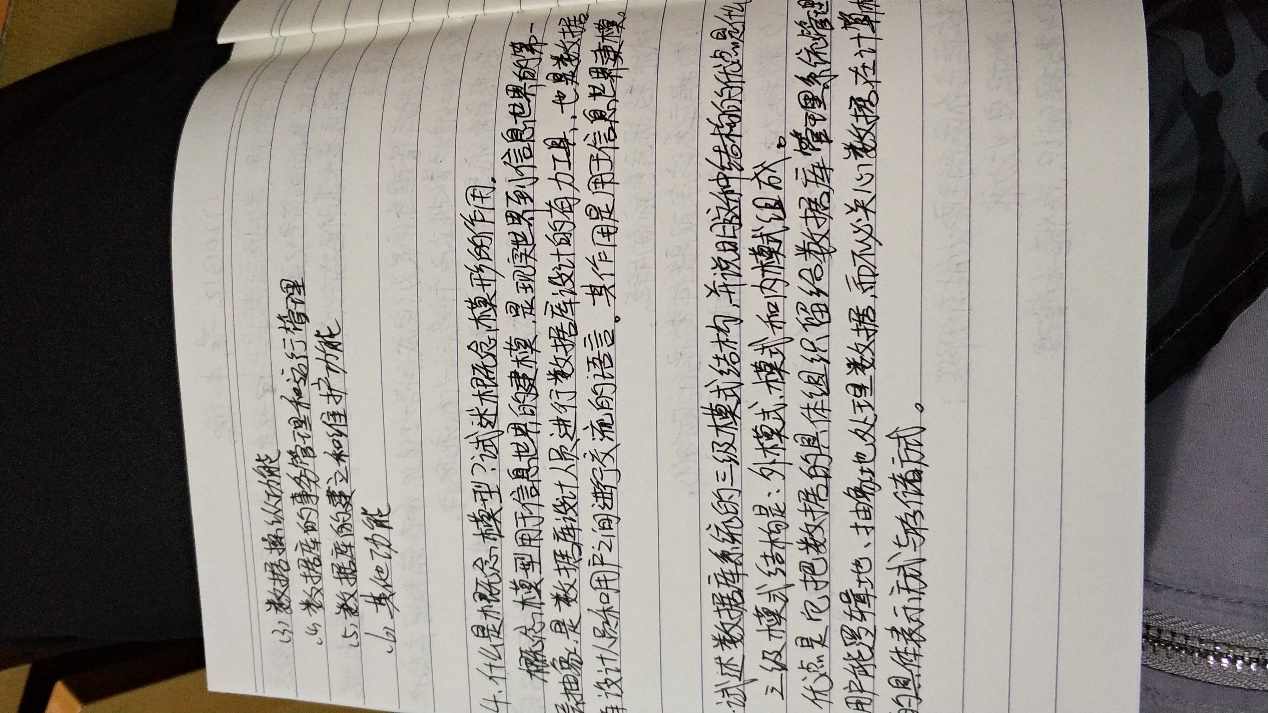 (3) 数据操纵功能
(4) 数据库的事务管理和运行管理
(5) 数据库的建立和维护功能
(6) 其他功能
4. 什么是概念模型?试述概念模形的作用.
概念模型用于信息世界的建模,是现实世界到信息世界的第一
层抽象,是数据库设计人员进行数据库设计的有力工具,也是数据
库设计人员和用户之间进行交流的语言。其作用是用于信息世界建模.
试述数据库系统的三级模式结构,并说明这种结构的优点是什
三级模式结构是:外模式、模式和内模式组成。
优点是它把数据的具体组织留给数据库管理系统管理
用户能逻辑地、抽象地处理数据,而不必关心数据在计算机
的具体表示方式与存储方式。